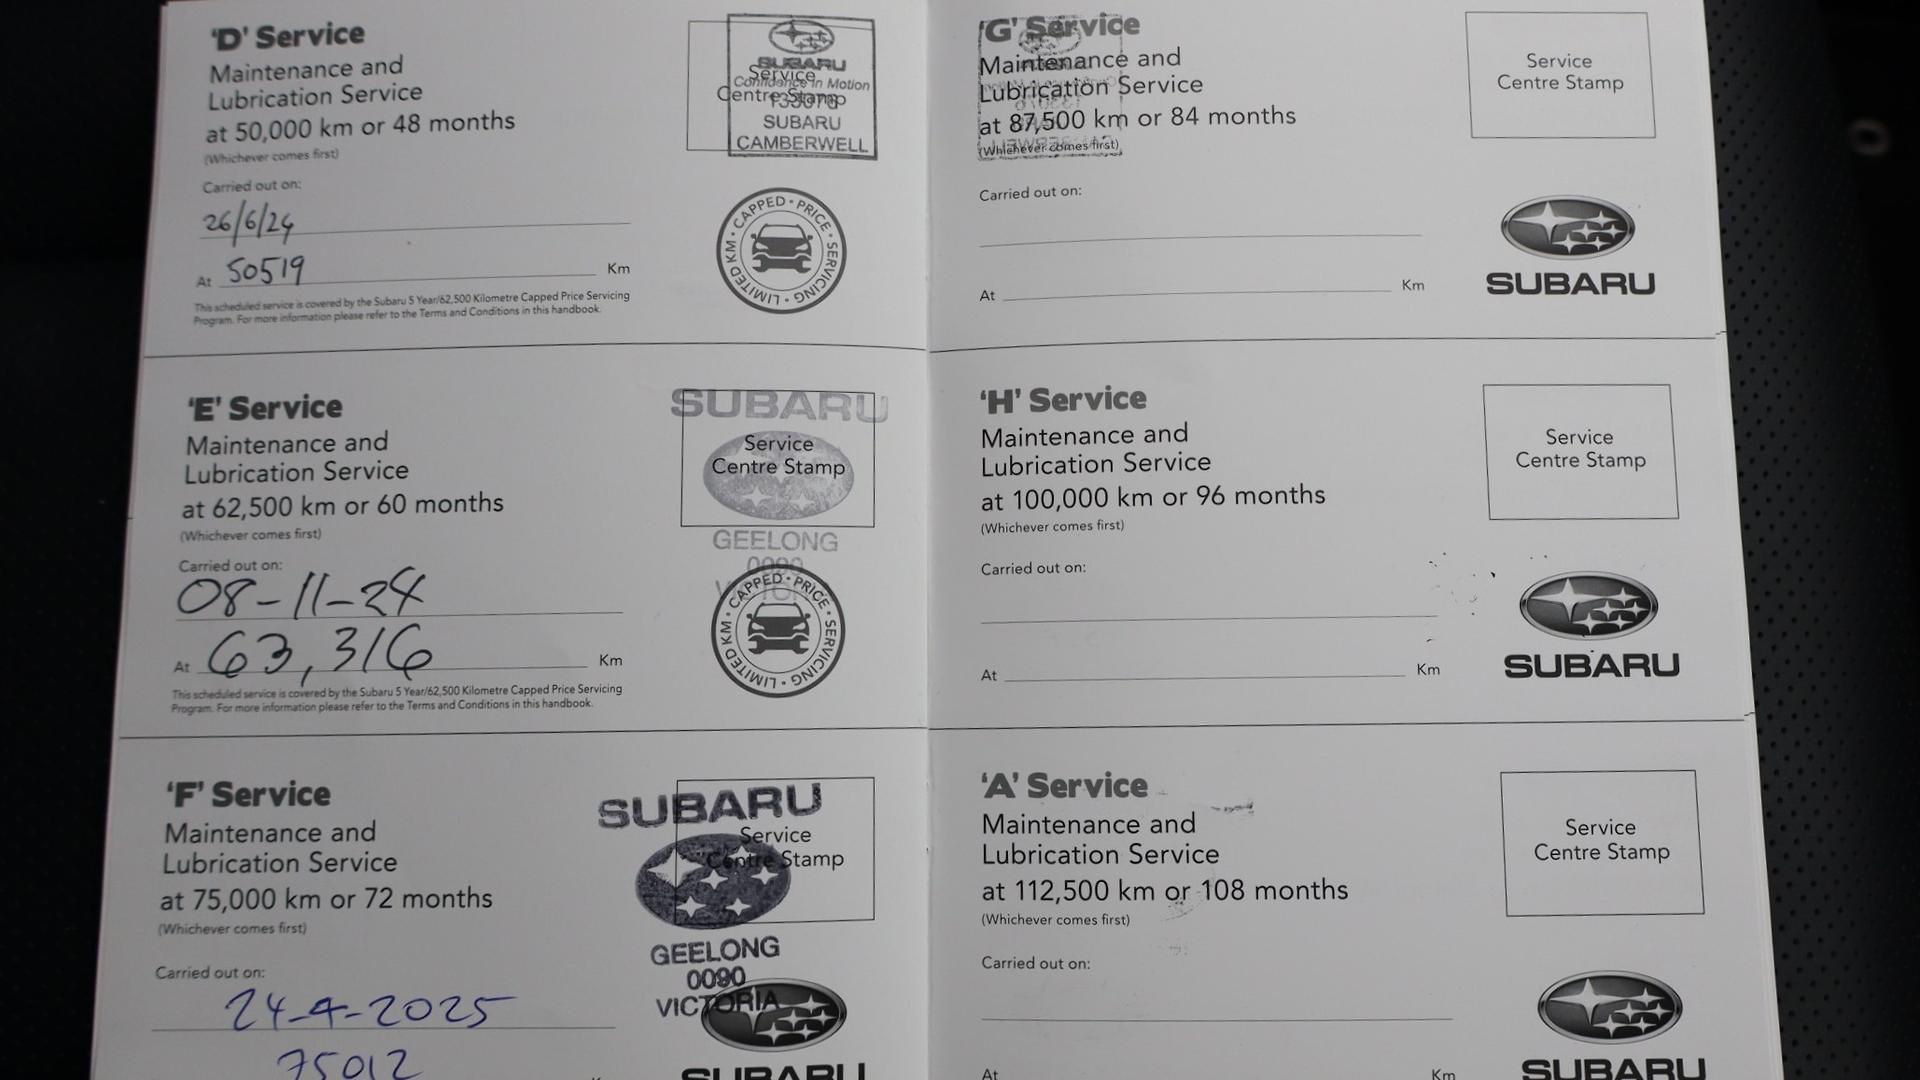 'D' Service
Maintenance and
Lubrication Service
at 50,000 km or 48 months
(Whichever comes first)
Carried out on:
26/6/24
At 50519 Km
This scheduled service is covered by the Subaru 5 Year/62,500 Kilometre Capped Price Servicing
Program. For more information please refer to the Terms and Conditions in this handbook.
Service
Centre Stamp
SUBARU
Confidence in Motion
SUBARU
CAMBERWELL
CAPPED • PRICE • SERVICING • LIMITED KM •
'E' Service
Maintenance and
Lubrication Service
at 62,500 km or 60 months
(Whichever comes first)
Carried out on:
08-11-24
At 63,316 Km
This scheduled service is covered by the Subaru 5 Year/62,500 Kilometre Capped Price Servicing
Program. For more information please refer to the Terms and Conditions in this handbook.
SUBARU
Service
Centre Stamp
GEELONG
0090
CAPPED • PRICE • SERVICING • LIMITED KM •
'F' Service
Maintenance and
Lubrication Service
at 75,000 km or 72 months
(Whichever comes first)
Carried out on:
24-4-2025
75012
SUBARU
Service
Centre Stamp
GEELONG
0090
VICTORIA
SUBARU
'G' Service
Maintenance and
Lubrication Service
at 87,500 km or 84 months
(Whichever comes first)
Carried out on:
At Km
Service
Centre Stamp
SUBARU
'H' Service
Maintenance and
Lubrication Service
at 100,000 km or 96 months
(Whichever comes first)
Carried out on:
At Km
Service
Centre Stamp
SUBARU
'A' Service
Maintenance and
Lubrication Service
at 112,500 km or 108 months
(Whichever comes first)
Carried out on:
At Km
Service
Centre Stamp
SUBARU